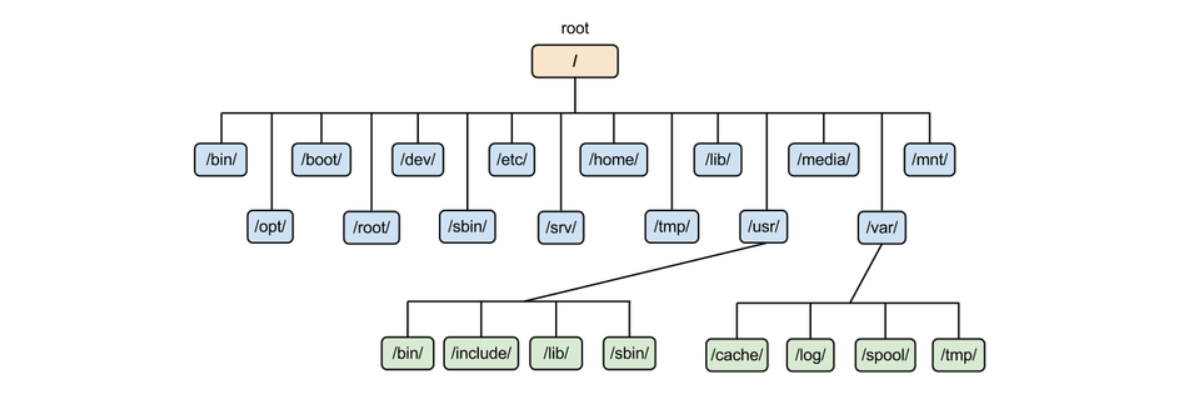 root
/
/bin/ /boot/ /dev/ /etc/ /home/ /lib/ /media/ /mnt/
/opt/ /root/ /sbin/ /srv/ /tmp/ /usr/ /var/
/bin/ /include/ /lib/ /sbin/ /cache/ /log/ /spool/ /tmp/